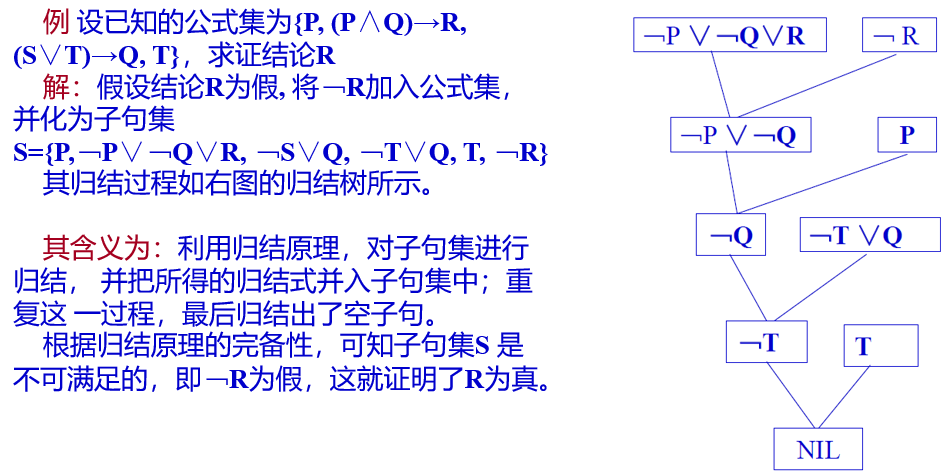 例 设已知的公式集为{P, (P∧Q)→R,
(S∨T)→Q, T}，求证结论R
解：假设结论R为假, 将﹁R加入公式集，
并化为子句集
S={P,﹁P∨﹁Q∨R, ﹁S∨Q, ﹁T∨Q, T, ﹁R}
其归结过程如右图的归结树所示。
其含义为：利用归结原理，对子句集进行
归结， 并把所得的归结式并入子句集中；重
复这 一过程，最后归结出了空子句。
根据归结原理的完备性，可知子句集S 是
不可满足的，即﹁R为假，这就证明了R为真。
﹁P ∨﹁Q∨R
﹁ R
﹁P ∨﹁Q
P
﹁Q
﹁T ∨Q
﹁T
T
NIL